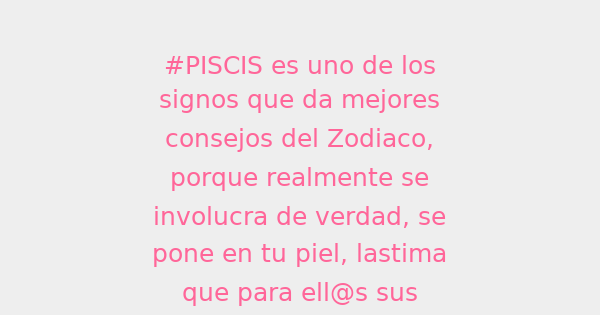 #PISCIS es uno de los
signos que da mejores
consejos del Zodiaco,
porque realmente se
involucra de verdad, se
pone en tu piel, lastima
que para ell@s sus